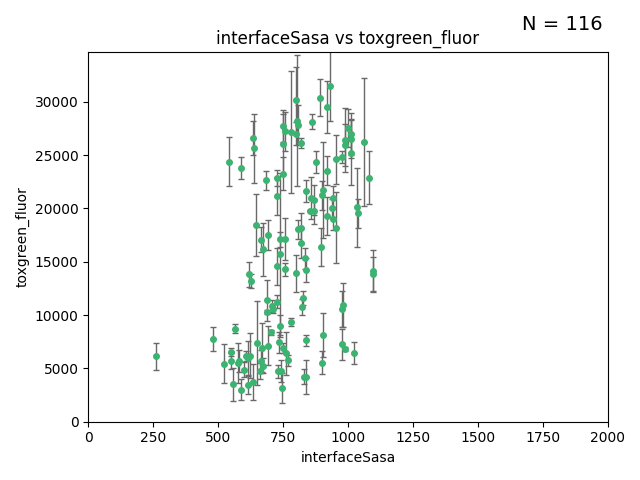 N = 116
interfaceSasa vs toxgreen_fluor
toxgreen_fluor
30000
25000
20000
15000
10000
5000
0
0 250 500 750 1000 1250 1500 1750 2000
interfaceSasa